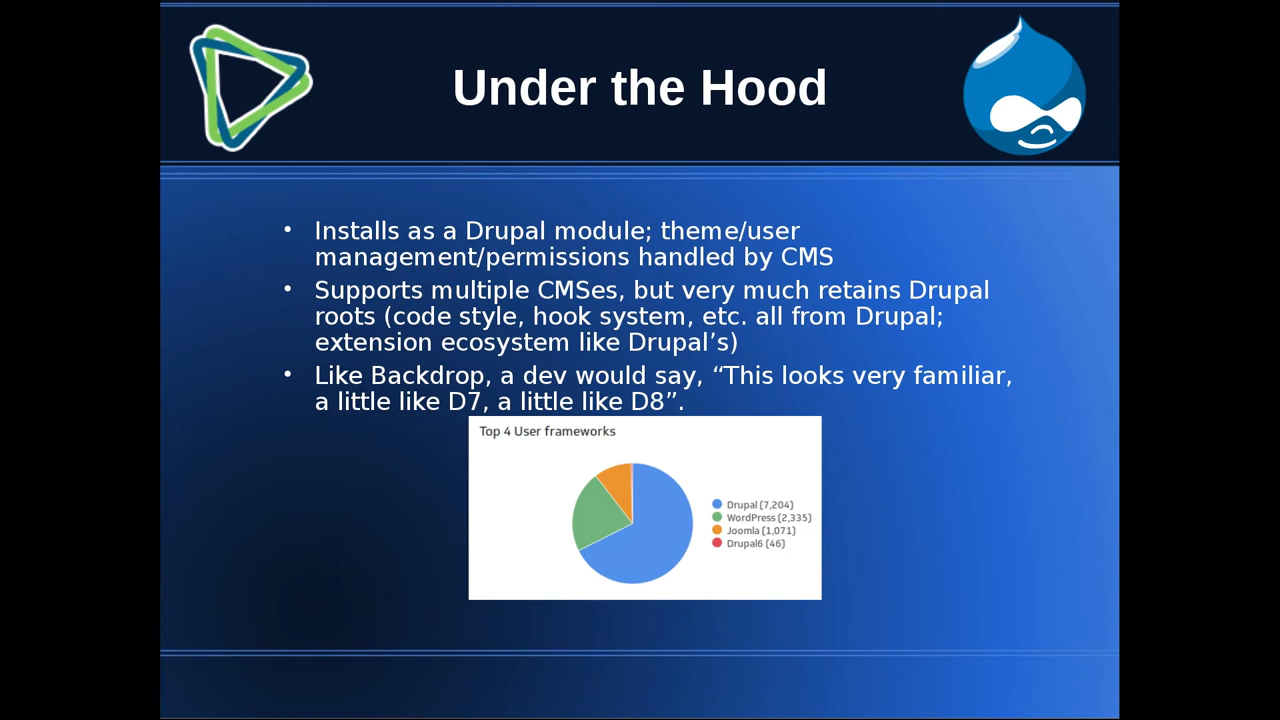 Under the Hood
• Installs as a Drupal module; theme/user
management/permissions handled by CMS
• Supports multiple CMSes, but very much retains Drupal
roots (code style, hook system, etc. all from Drupal;
extension ecosystem like Drupal’s)
• Like Backdrop, a dev would say, “This looks very familiar,
a little like D7, a little like D8”.
Top 4 User frameworks
Drupal (7,204)
WordPress (2,335)
Joomla (1,071)
Drupal6 (46)